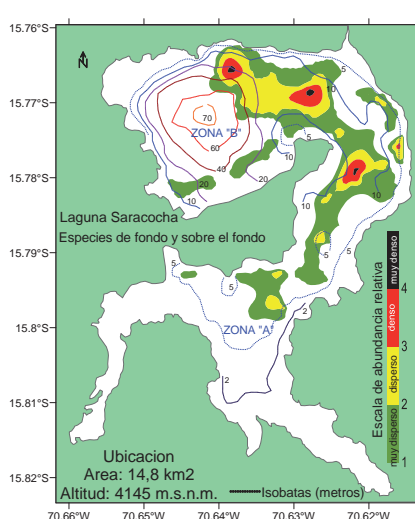 15.76°S
15.77°S
15.78°S
15.79°S
15.8°S
15.81°S
15.82°S
N
5
10
5
10
70
ZONA "B"
60
40
20
20
10
5
10
10
Laguna Saracocha
Especies de fondo y sobre el fondo
5
5
5
ZONA "A"
2
2
Escala de abundancia relativa
muy denso
4
denso
3
disperso
2
muy disperso
1
Ubicacion
Area: 14,8 km2
Altitud: 4145 m.s.n.m.
Isobatas (metros)
70.66°W 70.65°W 70.64°W 70.63°W 70.62°W